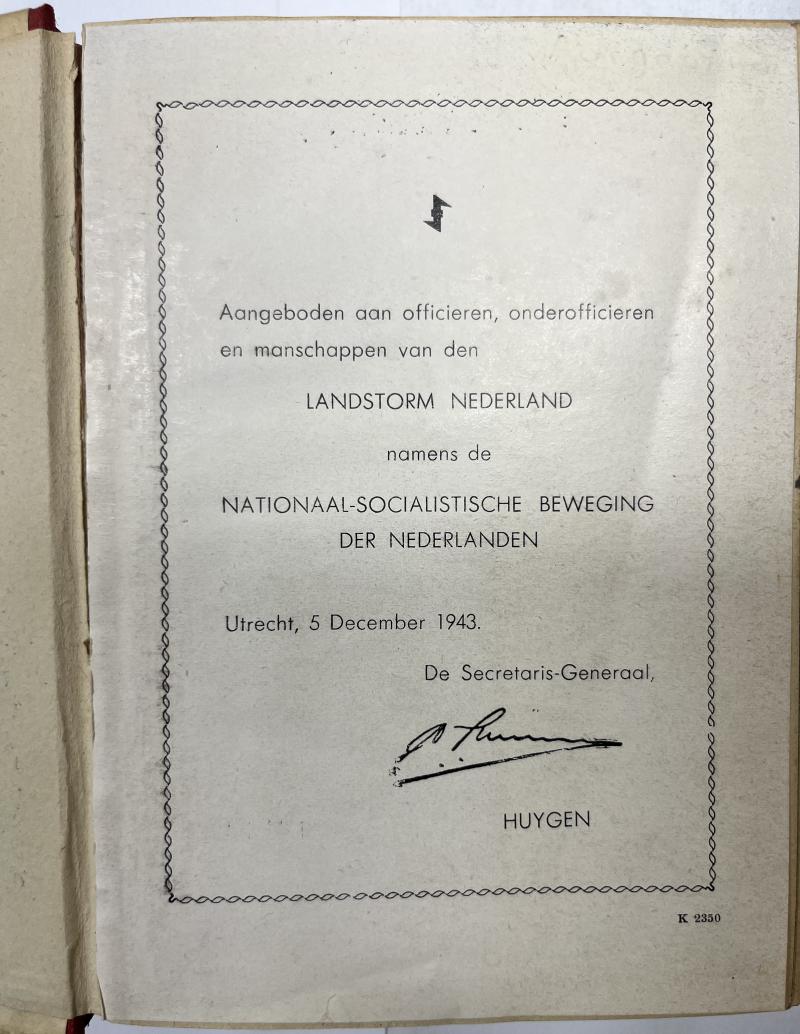 Aangeboden aan officieren, onderofficieren
en manschappen van den
LANDSTORM NEDERLAND
namens de
NATIONAAL-SOCIALISTISCHE BEWEGING
DER NEDERLANDEN
Utrecht, 5 December 1943.
De Secretaris-Generaal,
HUYGEN
K 2350